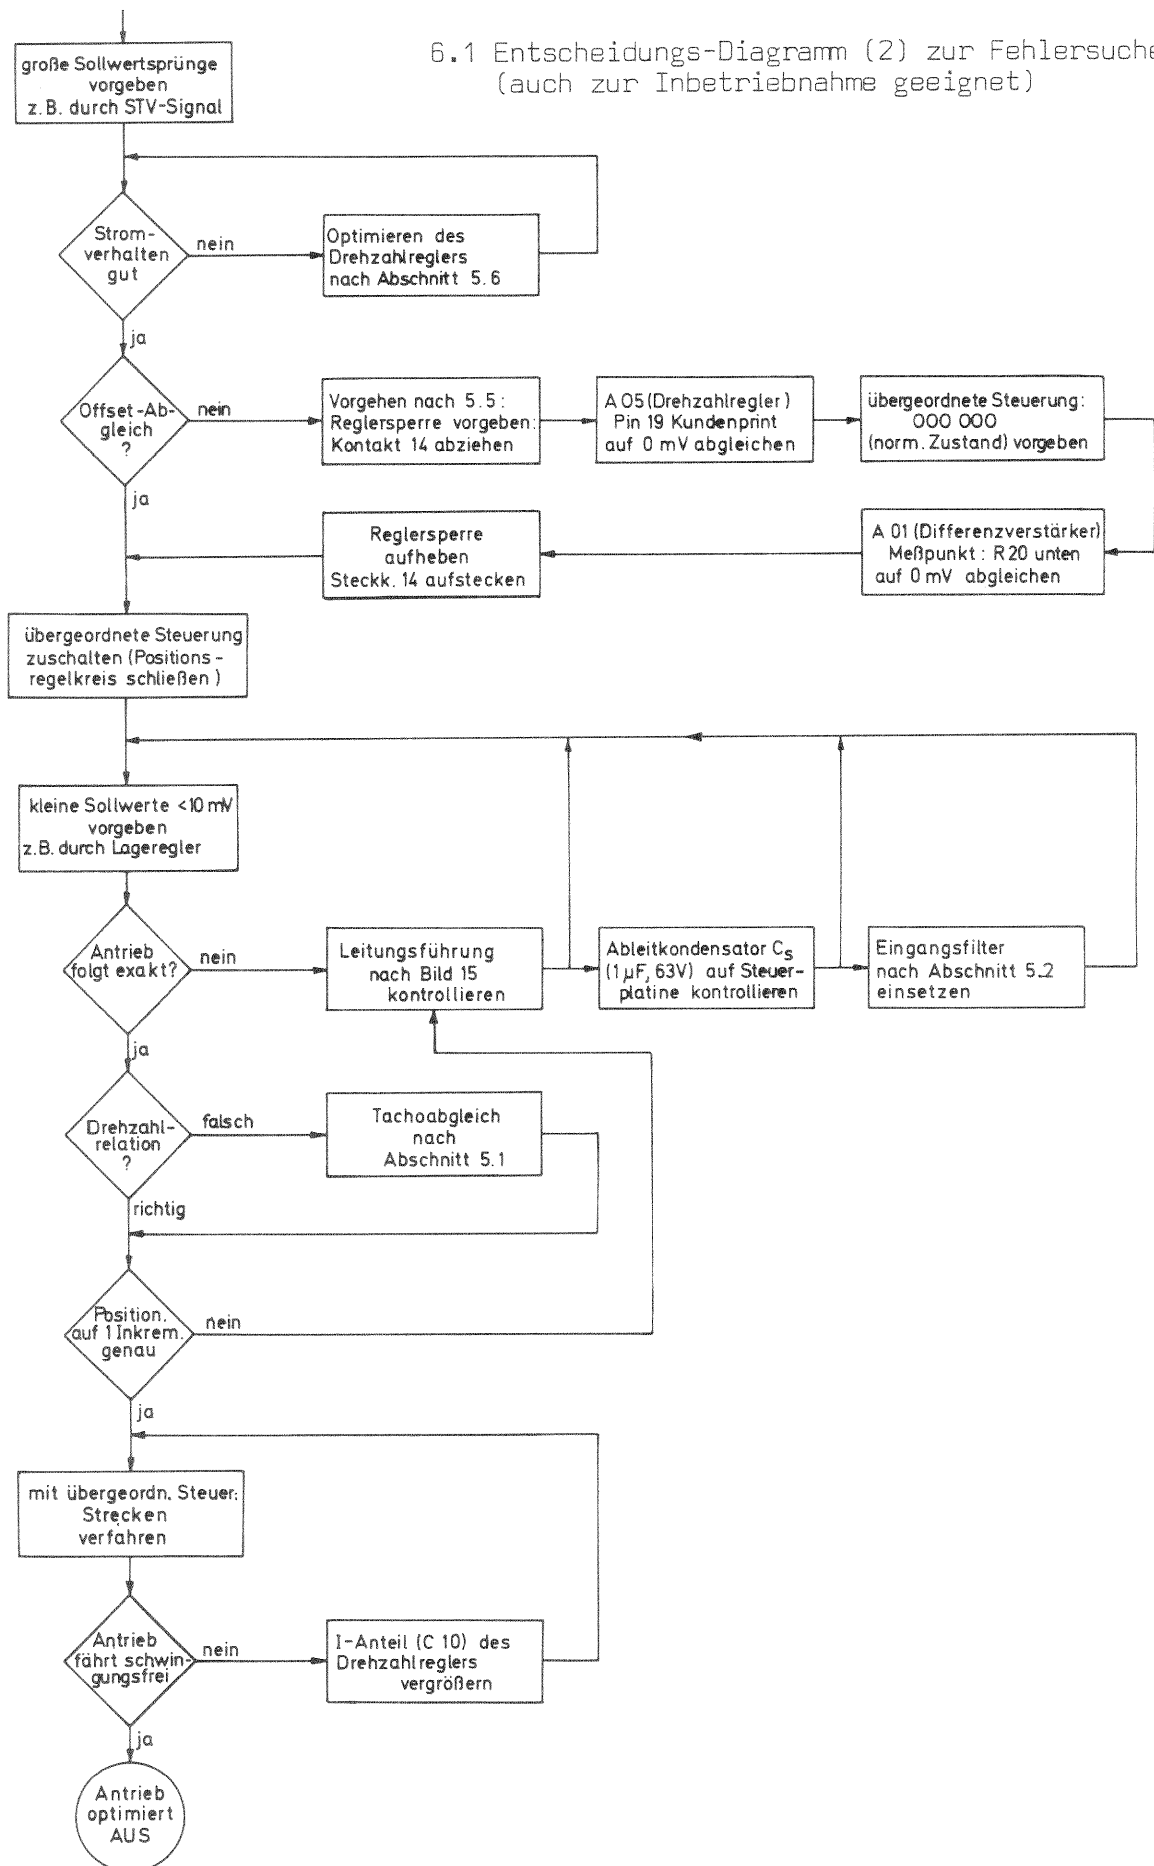 6.1 Entscheidungs-Diagramm (2) zur Fehlersuche
(auch zur Inbetriebnahme geeignet)
große Sollwertsprünge
vorgeben
z.B. durch STV-Signal
Strom-
verhalten
gut
nein
Optimieren des
Drehzahlreglers
nach Abschnitt 5.6
ja
Offset-Ab-
gleich
?
nein
Vorgehen nach 5.5:
Reglersperre vorgeben:
Kontakt 14 abziehen
A 05 (Drehzahlregler)
Pin 19 Kundenprint
auf 0 mV abgleichen
übergeordnete Steuerung:
000 000
(norm. Zustand) vorgeben
ja
Reglersperre
aufheben
Steckk. 14 aufstecken
A 01 (Differenzverstärker)
Meßpunkt: R 20 unten
auf 0 mV abgleichen
übergeordnete Steuerung
zuschalten (Positions-
regelkreis schließen)
kleine Sollwerte <10 mV
vorgeben
z.B. durch Lageregler
Antrieb
folgt exakt?
nein
Leitungsführung
nach Bild 15
kontrollieren
Ableitkondensator Cs
(1 µF, 63V) auf Steuer-
platine kontrollieren
Eingangsfilter
nach Abschnitt 5.2
einsetzen
ja
Drehzahl-
relation
?
falsch
Tachoabgleich
nach
Abschnitt 5.1
richtig
Position.
auf 1 Inkrem.
genau
nein
ja
mit übergeordn. Steuer.
Strecken
verfahren
Antrieb
fährt schwin-
gungsfrei
nein
I-Anteil (C 10) des
Drehzahlreglers
vergrößern
ja
Antrieb
optimiert
AUS